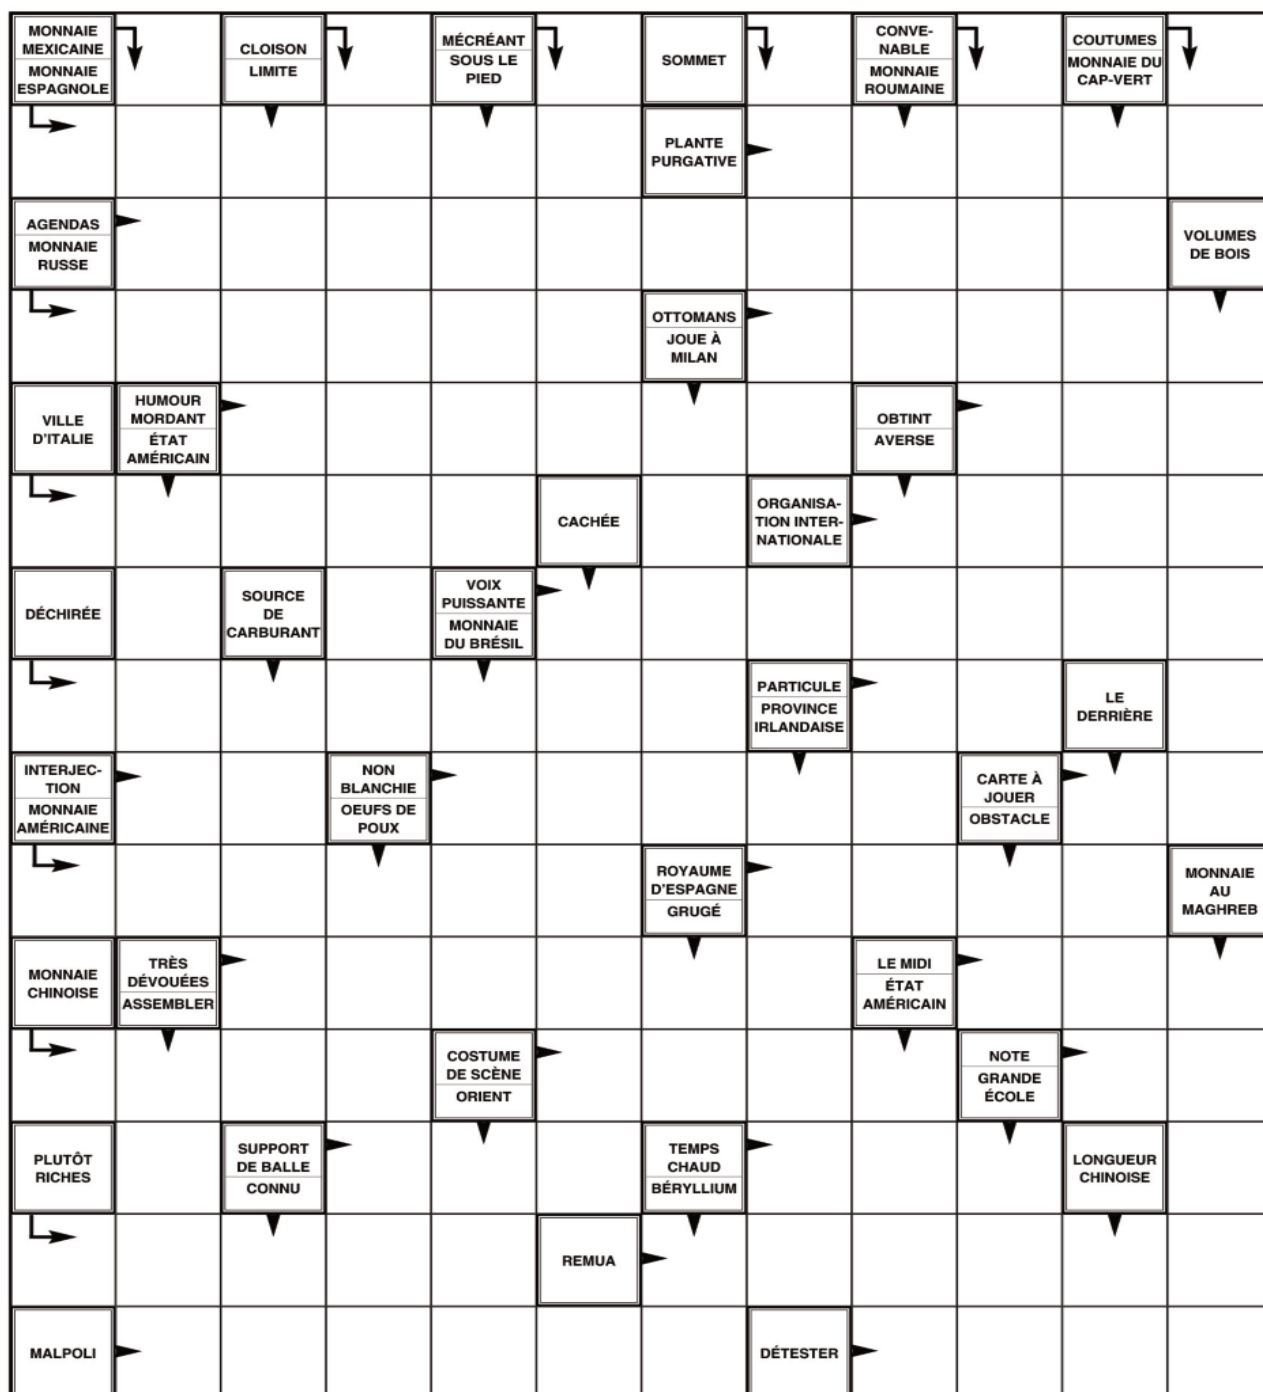 MONNAIE
MEXICAINE
MONNAIE
ESPAGNOLE
CLOISON
LIMITE
MÉCRÉANT
SOUS LE
PIED
SOMMET
CONVE-
NABLE
MONNAIE
ROUMAINE
COUTUMES
MONNAIE DU
CAP-VERT
PLANTE
PURGATIVE
AGENDAS
MONNAIE
RUSSE
VOLUMES
DE BOIS
OTTOMANS
JOUE À
MILAN
VILLE
D'ITALIE
HUMOUR
MORDANT
ÉTAT
AMÉRICAIN
OBTINT
AVERSE
CACHÉE
ORGANISA-
TION INTER-
NATIONALE
DÉCHIRÉE
SOURCE
DE
CARBURANT
VOIX
PUISSANTE
MONNAIE
DU BRÉSIL
PARTICULE
PROVINCE
IRLANDAISE
LE
DERRIÈRE
INTERJEC-
TION
MONNAIE
AMÉRICAINE
NON
BLANCHIE
OEUFS DE
POUX
CARTE À
JOUER
OBSTACLE
ROYAUME
D'ESPAGNE
GRUGÉ
MONNAIE
AU
MAGHREB
MONNAIE
CHINOISE
TRÈS
DÉVOUÉES
ASSEMBLER
LE MIDI
ÉTAT
AMÉRICAIN
COSTUME
DE SCÈNE
ORIENT
NOTE
GRANDE
ÉCOLE
PLUTÔT
RICHES
SUPPORT
DE BALLE
CONNU
TEMPS
CHAUD
BÉRYLLIUM
LONGUEUR
CHINOISE
REMUA
MALPOLI
DÉTESTER